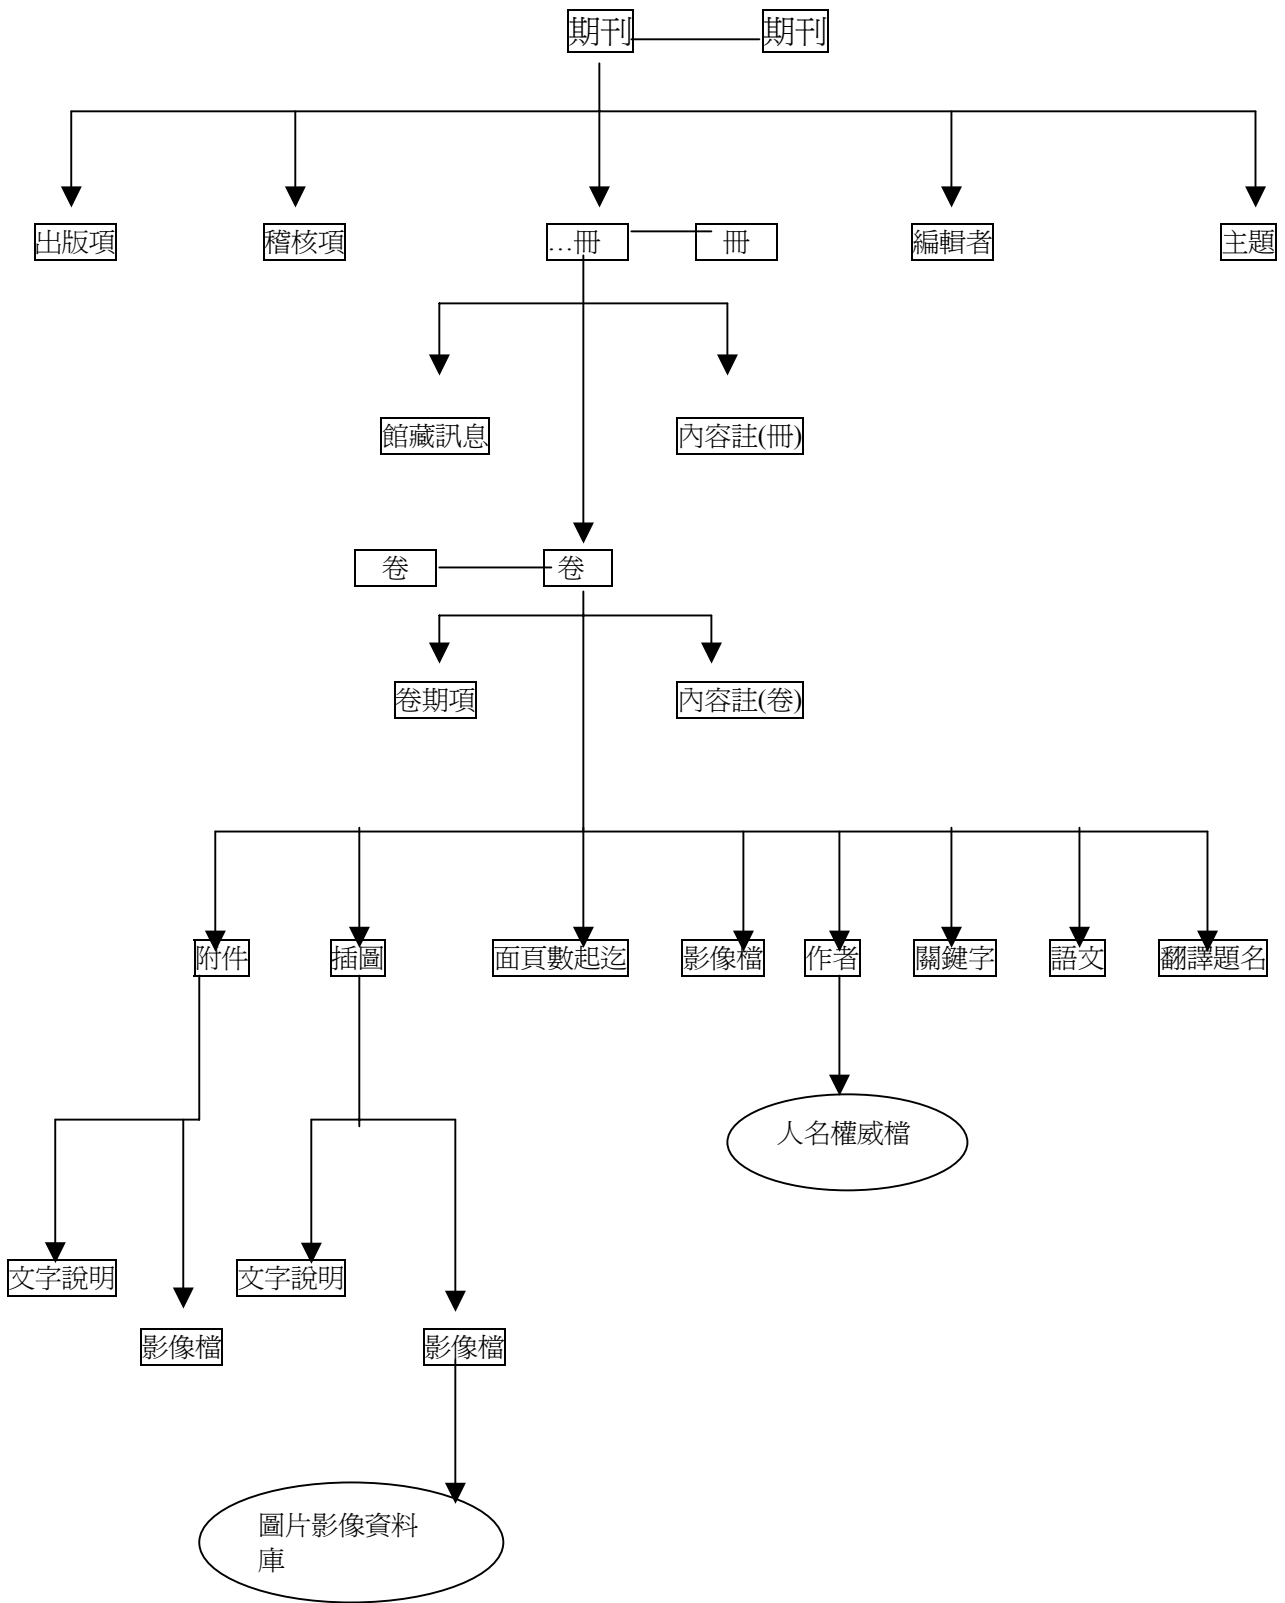 期刊 期刊
出版項 稽核項 …冊 冊 編輯者 主題
館藏訊息 內容註(冊)
卷 卷
卷期項 內容註(卷)
附件 插圖 面頁數起迄 影像檔 作者 關鍵字 語文 翻譯題名
人名權威檔
文字說明 文字說明
影像檔 影像檔
圖片影像資料
庫